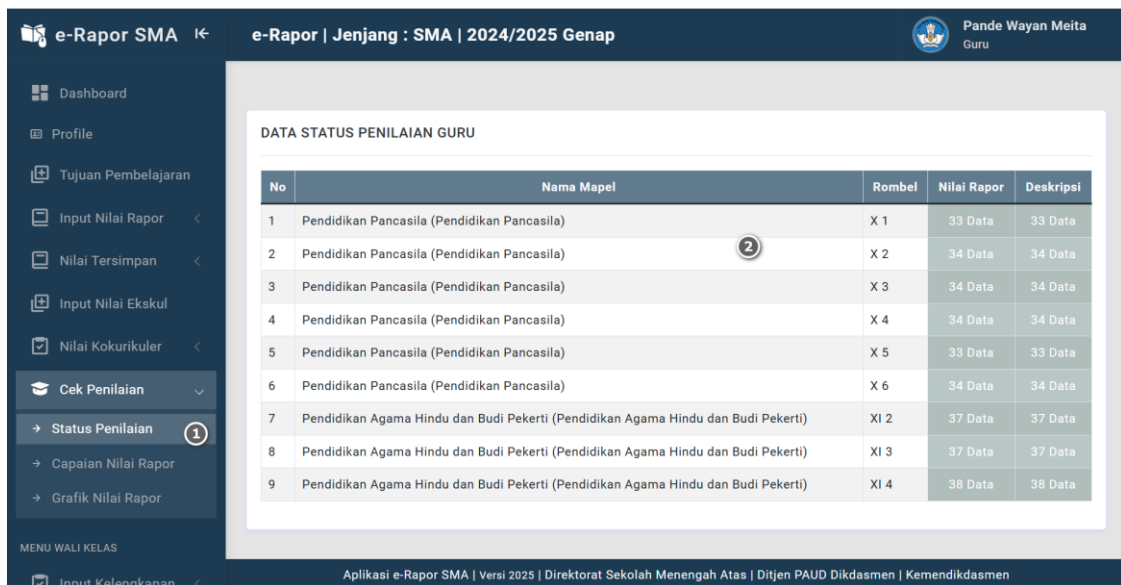 e-Rapor SMA
e-Rapor | Jenjang : SMA | 2024/2025 Genap
Pande Wayan Meita
Guru
Dashboard
Profile
Tujuan Pembelajaran
Input Nilai Rapor
Nilai Tersimpan
Input Nilai Ekskul
Nilai Kokurikuler
Cek Penilaian
→ Status Penilaian 1
→ Capaian Nilai Rapor
→ Grafik Nilai Rapor
MENU WALI KELAS
Input Kelengkapan
DATA STATUS PENILAIAN GURU
No Nama Mapel Rombel Nilai Rapor Deskripsi
1 Pendidikan Pancasila (Pendidikan Pancasila) X 1 33 Data 33 Data
2
2 Pendidikan Pancasila (Pendidikan Pancasila) X 2 34 Data 34 Data
3 Pendidikan Pancasila (Pendidikan Pancasila) X 3 34 Data 34 Data
4 Pendidikan Pancasila (Pendidikan Pancasila) X 4 34 Data 34 Data
5 Pendidikan Pancasila (Pendidikan Pancasila) X 5 33 Data 33 Data
6 Pendidikan Pancasila (Pendidikan Pancasila) X 6 34 Data 34 Data
7 Pendidikan Agama Hindu dan Budi Pekerti (Pendidikan Agama Hindu dan Budi Pekerti) XI 2 37 Data 37 Data
8 Pendidikan Agama Hindu dan Budi Pekerti (Pendidikan Agama Hindu dan Budi Pekerti) XI 3 37 Data 37 Data
9 Pendidikan Agama Hindu dan Budi Pekerti (Pendidikan Agama Hindu dan Budi Pekerti) XI 4 38 Data 38 Data
Aplikasi e-Rapor SMA | Versi 2025 | Direktorat Sekolah Menengah Atas | Ditjen PAUD Dikdasmen | Kemendikdasmen